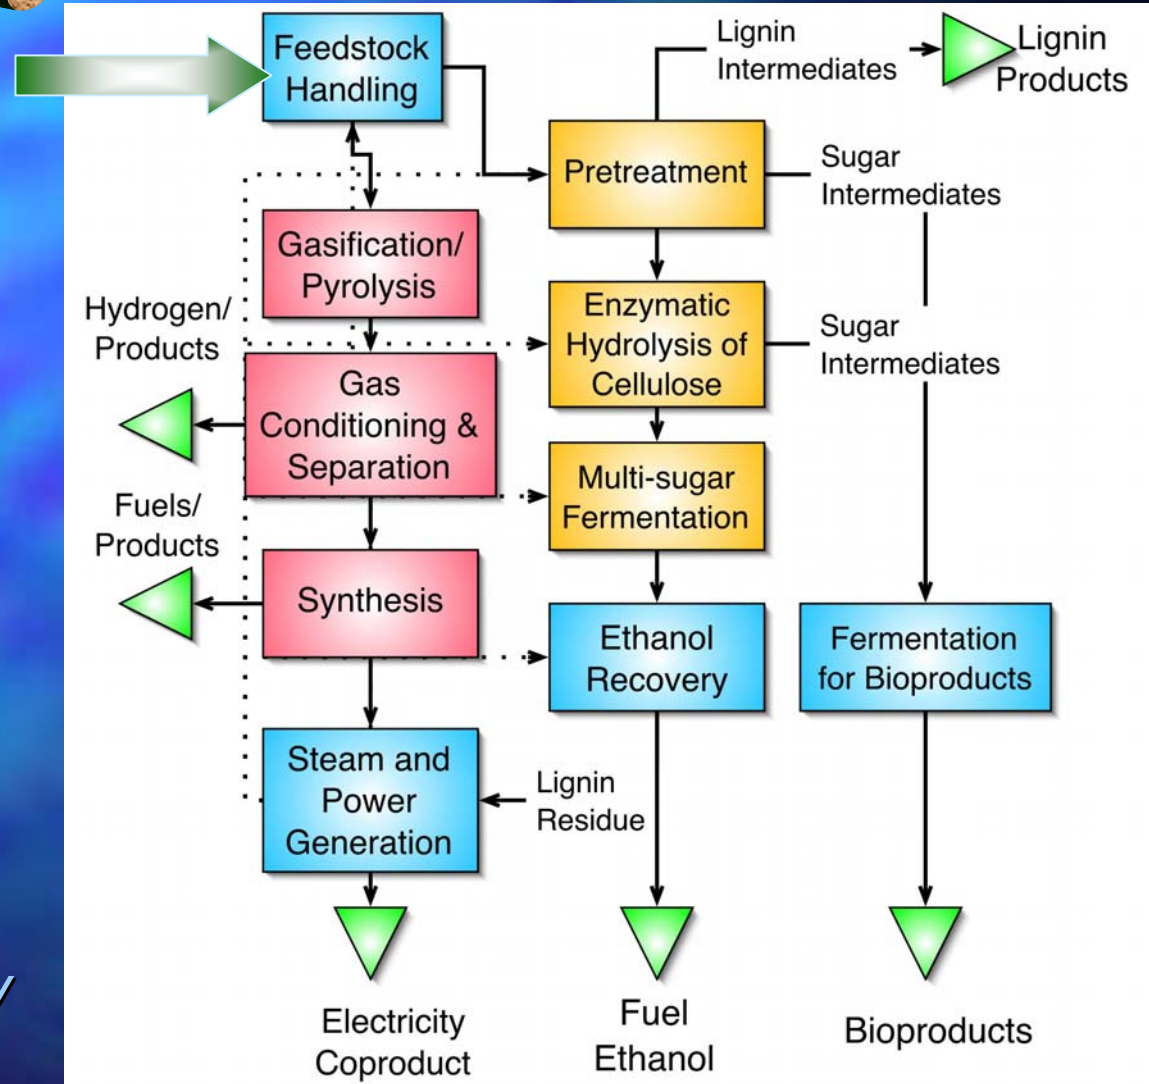 Feedstock
Handling
Lignin
Intermediates
Lignin
Products
Pretreatment
Sugar
Intermediates
Gasification/
Pyrolysis
Hydrogen/
Products
Enzymatic
Hydrolysis of
Cellulose
Sugar
Intermediates
Gas
Conditioning &
Separation
Fuels/
Products
Multi-sugar
Fermentation
Synthesis
Ethanol
Recovery
Fermentation
for Bioproducts
Steam and
Power
Generation
Lignin
Residue
Electricity
Coproduct
Fuel
Ethanol
Bioproducts